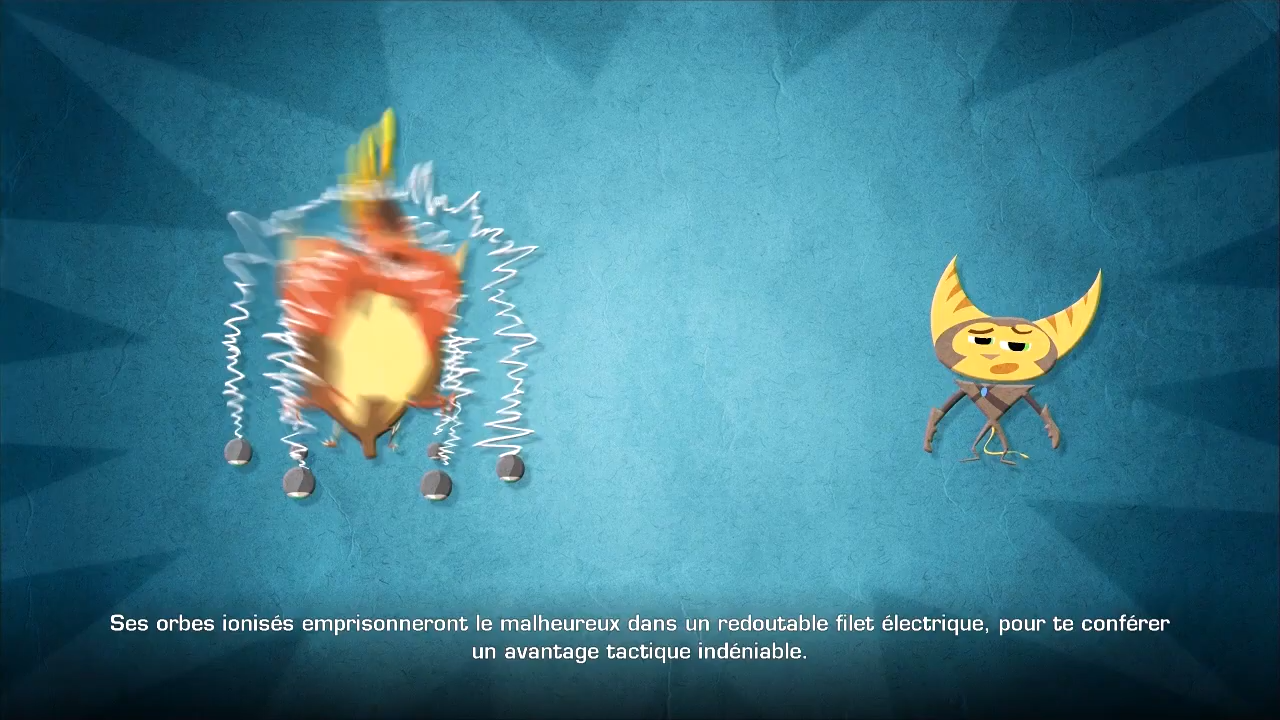 Ses orbes ionisés emprisonneront le malheureux dans un redoutable filet électrique, pour te conférer
un avantage tactique indéniable.